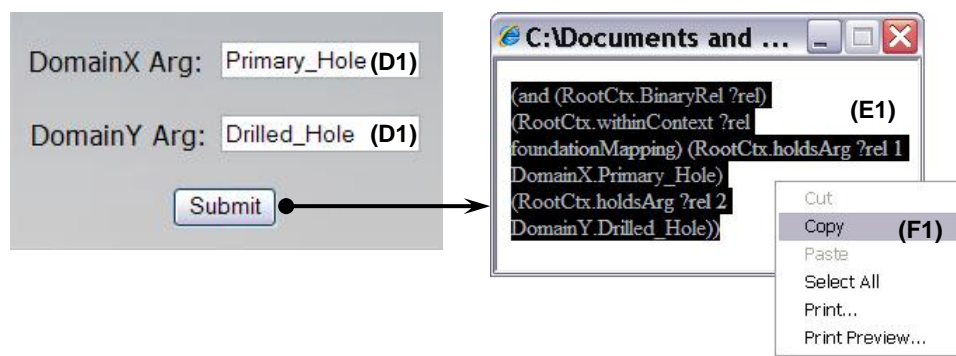 DomainX Arg: Primary_Hole (D1)
DomainY Arg: Drilled_Hole (D1)
Submit
C:\Documents and ...
(and (RootCtx.BinaryRel ?rel)
(RootCtx.withinContext ?rel
foundationMapping) (RootCtx.holdsArg ?rel 1
DomainX.Primary_Hole)
(RootCtx.holdsArg ?rel 2
DomainY.Drilled_Hole))
(E1)
Cut
Copy (F1)
Paste
Select All
Print...
Print Preview...